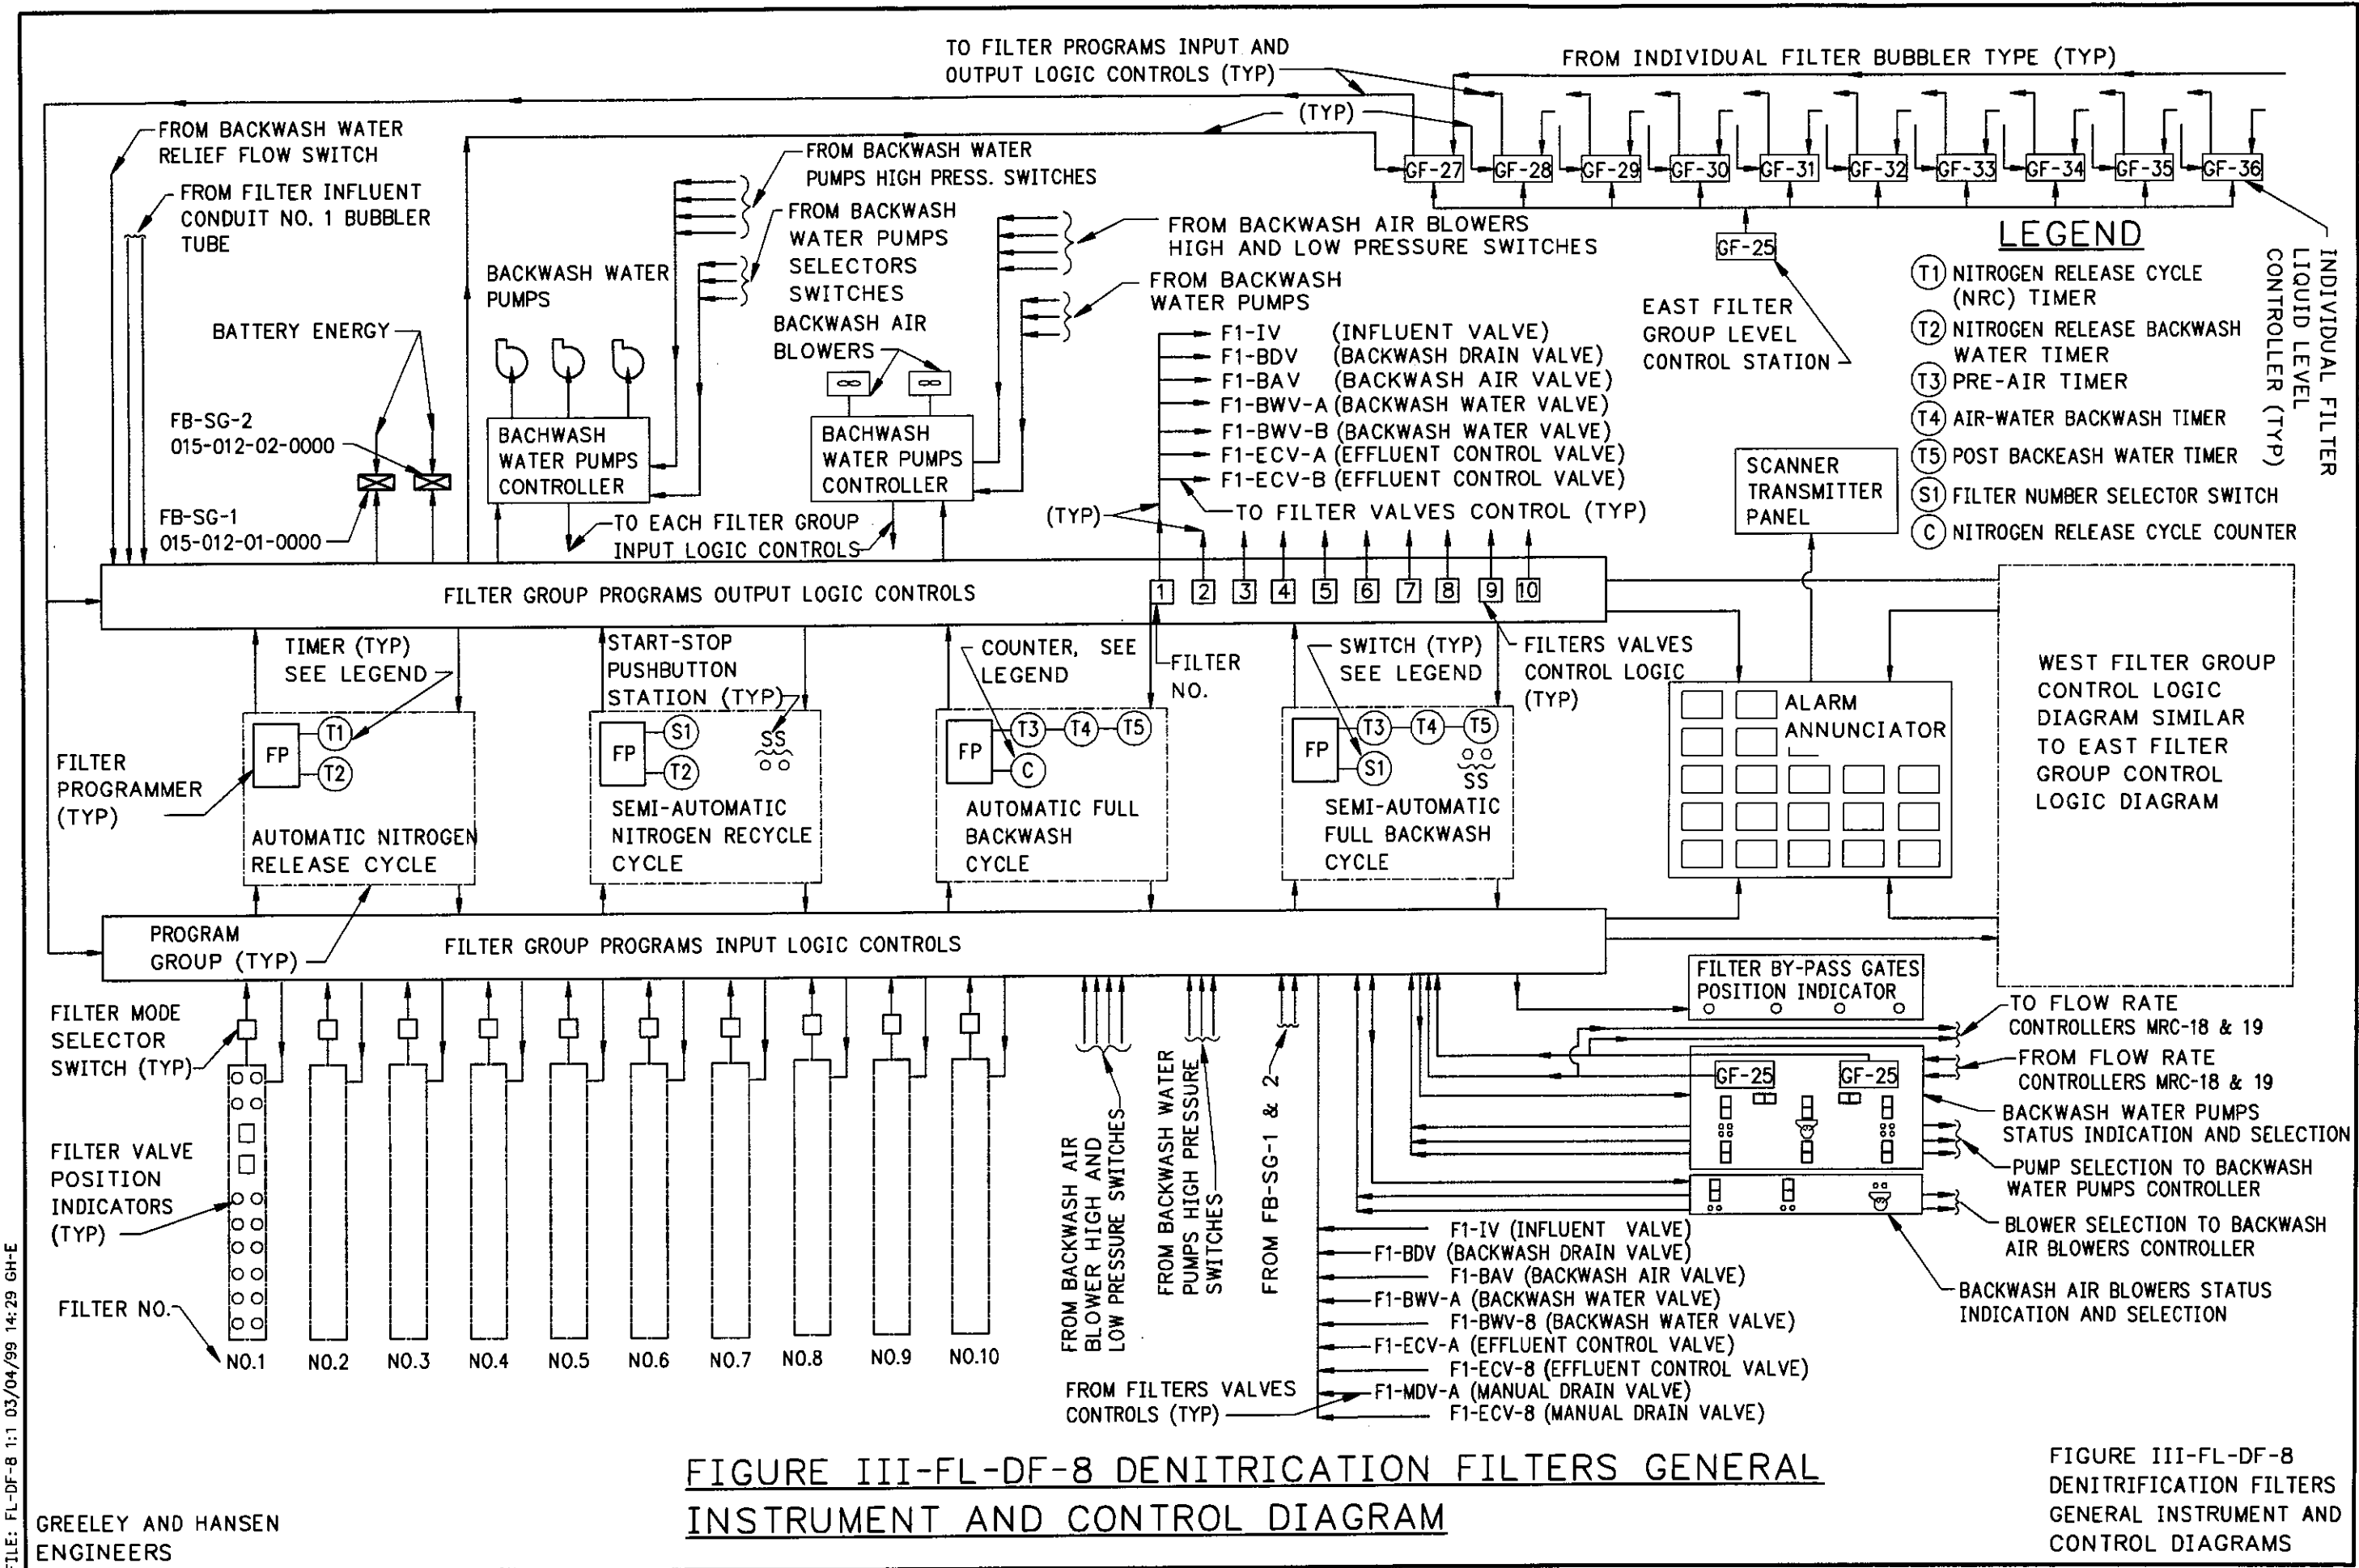 TO FILTER PROGRAMS INPUT AND
OUTPUT LOGIC CONTROLS (TYP)
FROM INDIVIDUAL FILTER BUBBLER TYPE (TYP)
(TYP)
FROM BACKWASH WATER
RELIEF FLOW SWITCH
FROM FILTER INFLUENT
CONDUIT NO. 1 BUBBLER
TUBE
FROM BACKWASH WATER
PUMPS HIGH PRESS. SWITCHES
FROM BACKWASH
WATER PUMPS
SELECTORS
SWITCHES
BACKWASH WATER
PUMPS
BACKWASH AIR
BLOWERS
FROM BACKWASH AIR BLOWERS
HIGH AND LOW PRESSURE SWITCHES
FROM BACKWASH
WATER PUMPS
GF-27
GF-28
GF-29
GF-30
GF-31
GF-32
GF-33
GF-34
GF-35
GF-36
GF-25
EAST FILTER
GROUP LEVEL
CONTROL STATION
INDIVIDUAL FILTER
LIQUID LEVEL
CONTROLLER (TYP)
LEGEND
T1 NITROGEN RELEASE CYCLE
(NRC) TIMER
T2 NITROGEN RELEASE BACKWASH
WATER TIMER
T3 PRE-AIR TIMER
T4 AIR-WATER BACKWASH TIMER
T5 POST BACKEASH WATER TIMER
S1 FILTER NUMBER SELECTOR SWITCH
C NITROGEN RELEASE CYCLE COUNTER
BATTERY ENERGY
FB-SG-2
015-012-02-0000
FB-SG-1
015-012-01-0000
BACHWASH
WATER PUMPS
CONTROLLER
BACHWASH
WATER PUMPS
CONTROLLER
TO EACH FILTER GROUP
INPUT LOGIC CONTROLS
F1-IV (INFLUENT VALVE)
F1-BDV (BACKWASH DRAIN VALVE)
F1-BAV (BACKWASH AIR VALVE)
F1-BWV-A (BACKWASH WATER VALVE)
F1-BWV-B (BACKWASH WATER VALVE)
F1-ECV-A (EFFLUENT CONTROL VALVE)
F1-ECV-B (EFFLUENT CONTROL VALVE)
(TYP)
TO FILTER VALVES CONTROL (TYP)
SCANNER
TRANSMITTER
PANEL
FILTER GROUP PROGRAMS OUTPUT LOGIC CONTROLS
1 2 3 4 5 6 7 8 9 10
TIMER (TYP)
SEE LEGEND
START-STOP
PUSHBUTTON
STATION (TYP)
COUNTER, SEE
LEGEND
FILTER
NO.
SWITCH (TYP)
SEE LEGEND
FILTERS VALVES
CONTROL LOGIC
(TYP)
FILTER
PROGRAMMER
(TYP)
FP
T1
T2
AUTOMATIC NITROGEN
RELEASE CYCLE
FP
S1
T2
SS
SEMI-AUTOMATIC
NITROGEN RECYCLE
CYCLE
FP
T3 T4 T5
C
AUTOMATIC FULL
BACKWASH
CYCLE
FP
T3 T4 T5
S1
SS
SEMI-AUTOMATIC
FULL BACKWASH
CYCLE
ALARM
ANNUNCIATOR
WEST FILTER GROUP
CONTROL LOGIC
DIAGRAM SIMILAR
TO EAST FILTER
GROUP CONTROL
LOGIC DIAGRAM
PROGRAM
GROUP (TYP)
FILTER GROUP PROGRAMS INPUT LOGIC CONTROLS
FILTER MODE
SELECTOR
SWITCH (TYP)
FILTER VALVE
POSITION
INDICATORS
(TYP)
FILTER NO.
NO.1
NO.2
NO.3
NO.4
NO.5
NO.6
NO.7
NO.8
NO.9
NO.10
FROM BACKWASH AIR
BLOWER HIGH AND
LOW PRESSURE SWITCHES
FROM BACKWASH WATER
PUMPS HIGH PRESSURE
SWITCHES
FROM FB-SG-1 & 2
FILTER BY-PASS GATES
POSITION INDICATOR
TO FLOW RATE
CONTROLLERS MRC-18 & 19
FROM FLOW RATE
CONTROLLERS MRC-18 & 19
GF-25
GF-25
BACKWASH WATER PUMPS
STATUS INDICATION AND SELECTION
PUMP SELECTION TO BACKWASH
WATER PUMPS CONTROLLER
BLOWER SELECTION TO BACKWASH
AIR BLOWERS CONTROLLER
BACKWASH AIR BLOWERS STATUS
INDICATION AND SELECTION
F1-IV (INFLUENT VALVE)
F1-BDV (BACKWASH DRAIN VALVE)
F1-BAV (BACKWASH AIR VALVE)
F1-BWV-A (BACKWASH WATER VALVE)
F1-BWV-8 (BACKWASH WATER VALVE)
F1-ECV-A (EFFLUENT CONTROL VALVE)
F1-ECV-8 (EFFLUENT CONTROL VALVE)
F1-MDV-A (MANUAL DRAIN VALVE)
F1-ECV-8 (MANUAL DRAIN VALVE)
FROM FILTERS VALVES
CONTROLS (TYP)
FIGURE III-FL-DF-8 DENITRICATION FILTERS GENERAL
INSTRUMENT AND CONTROL DIAGRAM
FIGURE III-FL-DF-8
DENITRIFICATION FILTERS
GENERAL INSTRUMENT AND
CONTROL DIAGRAMS
GREELEY AND HANSEN
ENGINEERS
FILE: FL-DF-8 1:1 03/04/99 14:29 GH-E